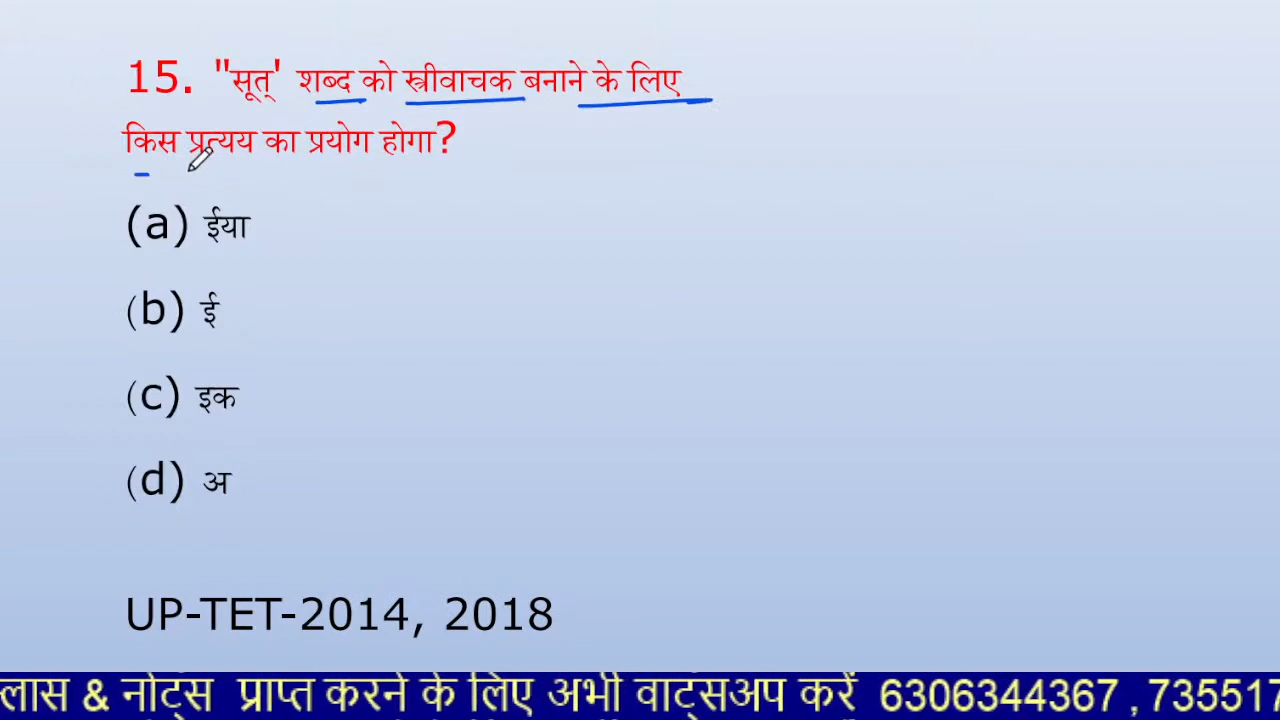 15. "सूत्' शब्द को स्त्रीवाचक बनाने के लिए
किस प्रत्यय का प्रयोग होगा?
(a) ईया
(b) ई
(c) इक
(d) अ
UP-TET-2014, 2018
लास & नोट्स प्राप्त करने के लिए अभी वाट्सअप करें 6306344367 , 735517